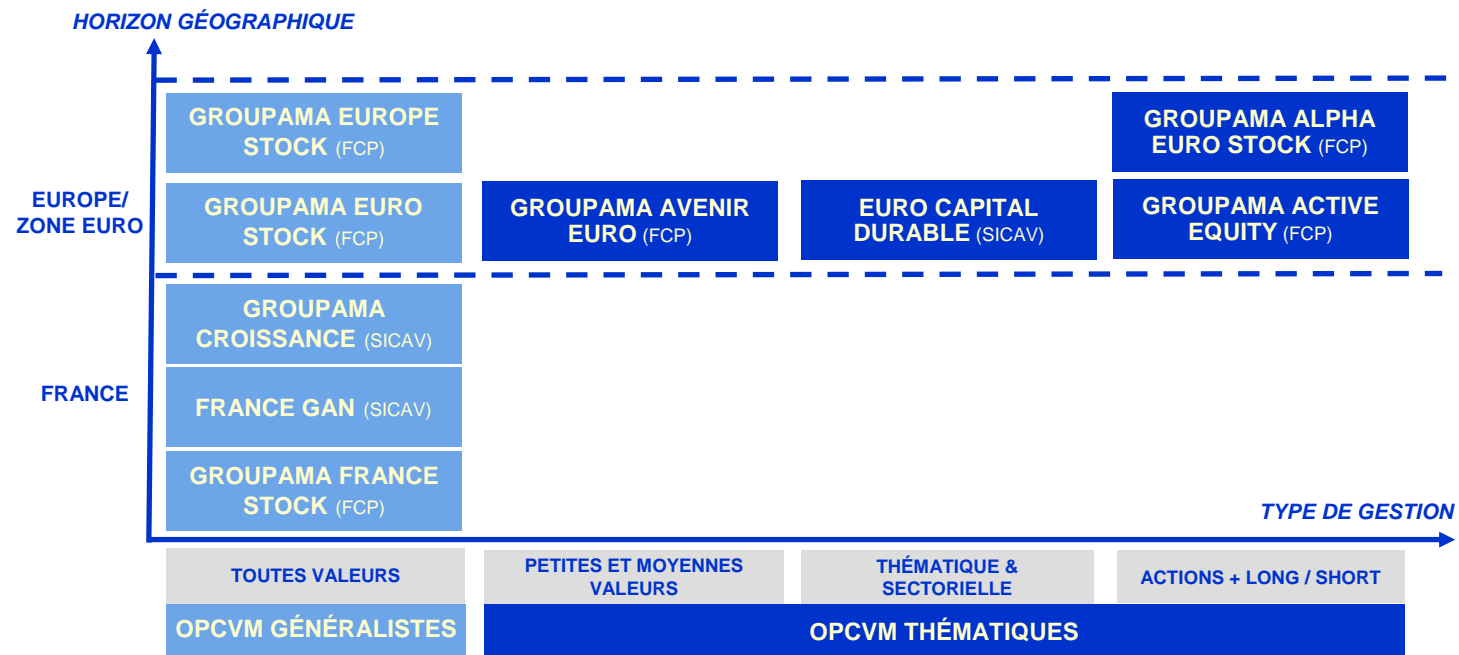 HORIZON GÉOGRAPHIQUE
GROUPAMA EUROPE
STOCK (FCP)
GROUPAMA ALPHA
EURO STOCK (FCP)
EUROPE/
ZONE EURO
GROUPAMA EURO
STOCK (FCP)
GROUPAMA AVENIR
EURO (FCP)
EURO CAPITAL
DURABLE (SICAV)
GROUPAMA ACTIVE
EQUITY (FCP)
GROUPAMA
CROISSANCE (SICAV)
FRANCE
FRANCE GAN (SICAV)
GROUPAMA FRANCE
STOCK (FCP)
TYPE DE GESTION
TOUTES VALEURS
PETITES ET MOYENNES
VALEURS
THÉMATIQUE &
SECTORIELLE
ACTIONS + LONG / SHORT
OPCVM GÉNÉRALISTES
OPCVM THÉMATIQUES